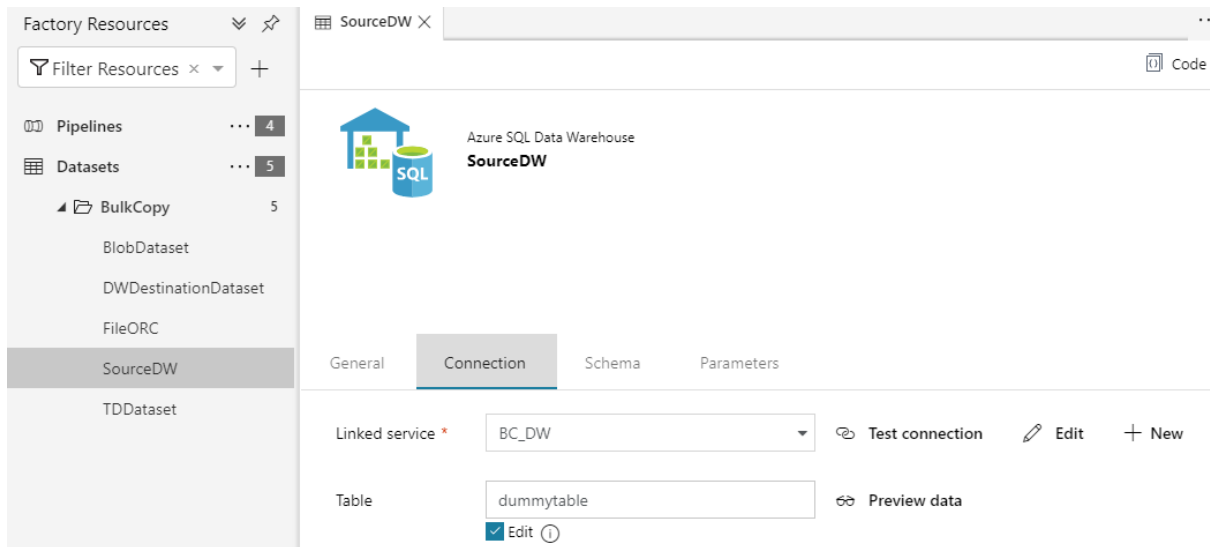 Factory Resources
Filter Resources
Pipelines
4
Datasets
5
BulkCopy
5
BlobDataset
DWDestinationDataset
FileORC
SourceDW
TDDataset
SourceDW
Code
SQL
Azure SQL Data Warehouse
SourceDW
General Connection Schema Parameters
Linked service * BC_DW Test connection Edit New
Table dummytable Preview data
Edit